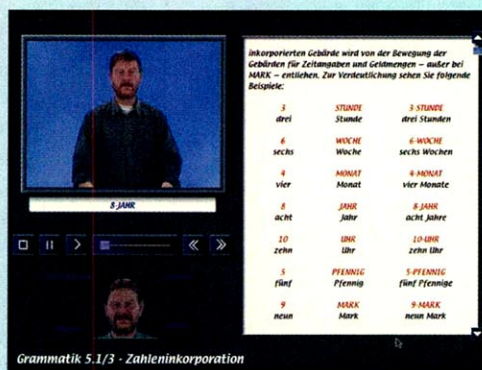 inkorporierten Gebärde wird von der Bewegung der
Gebärden für Zeitangaben und Geldmengen – außer bei
MARK – entliehen. Zur Verdeutlichung sehen Sie folgende
Beispiele:
3 STUNDE 3-STUNDE
drei Stunde drei Stunden
6 WOCHE 6-WOCHE
sechs Woche sechs Wochen
4 MONAT 4-MONAT
vier Monat vier Monate
8 JAHR 8-JAHR
acht Jahr acht Jahre
10 UHR 10-UHR
zehn Uhr zehn Uhr
5 PFENNIG 5-PFENNIG
fünf Pfennig fünf Pfennige
9 MARK 9-MARK
neun Mark neun Mark
8-JAHR
Grammatik 5.1/3 - Zahleninkorporation